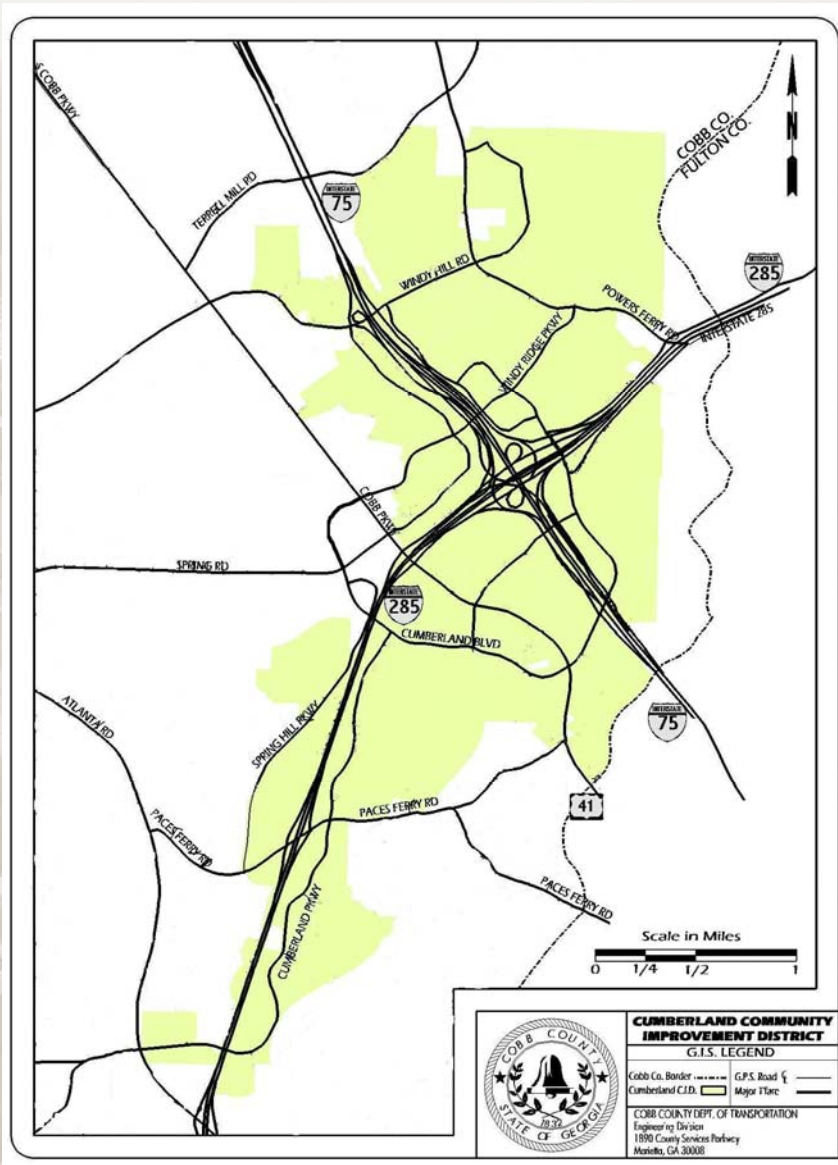 S COBB PKWY
COBB CO.
FULTON CO.
N
TERRELL MILL RD
INTERSTATE
75
WINDY HILL RD
INTERSTATE
285
POWERS FERRY RD
INTERSTATE 285
WINDY RIDGE PKWY
COBB PKWY
SPRING RD
INTERSTATE
285
CUMBERLAND BLVD
ATLANTA RD
SPRING HILL PKWY
INTERSTATE
75
41
PACES FERRY RD
PACES FERRY RD
PACES FERRY RD
CUMBERLAND PKWY
Scale in Miles
0 1/4 1/2 1
COBB COUNTY
STATE OF GEORGIA
1832
CUMBERLAND COMMUNITY
IMPROVEMENT DISTRICT
G.I.S. LEGEND
Cobb Co. Border
G.P.S. Road
Cumberland C.I.D.
Major
COBB COUNTY DEPT. OF TRANSPORTATION
Engineering Division
1890 County Services Parkway
Marietta, GA 30008